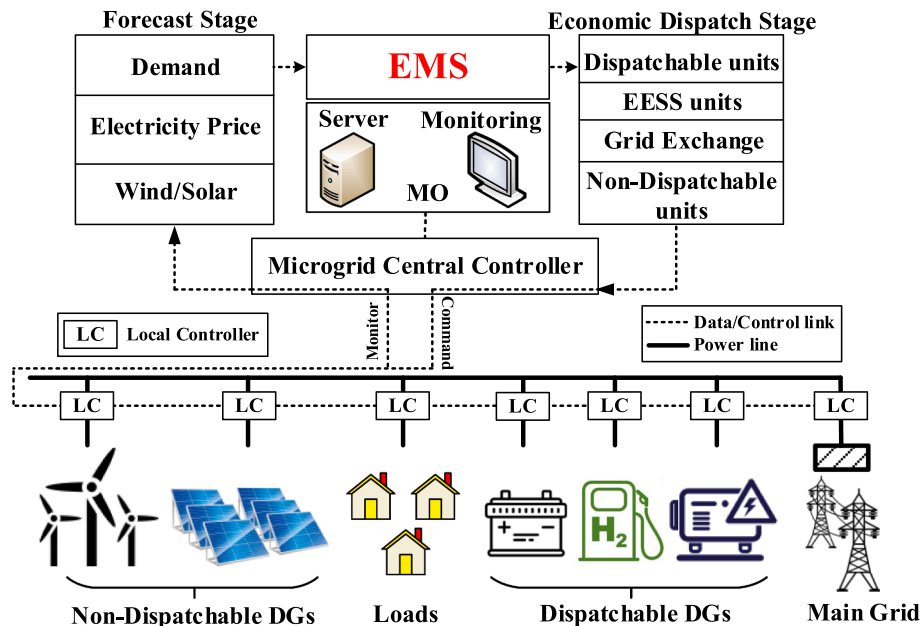 Forecast Stage
Demand
Electricity Price
Wind/Solar
EMS
Server
Monitoring
MO
Economic Dispatch Stage
Dispatchable units
EESS units
Grid Exchange
Non-Dispatchable
units
Microgrid Central Controller
Monitor
Command
LC
Local Controller
Data/Control link
Power line
LC
LC
LC
LC
LC
LC
LC
H2
Non-Dispatchable DGs
Loads
Dispatchable DGs
Main Grid